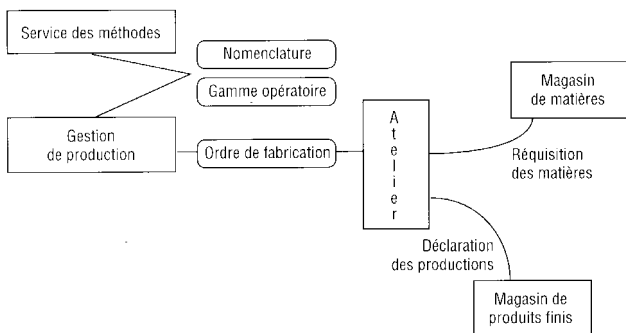 Service des méthodes
Nomenclature
Gamme opératoire
Gestion
de production
Ordre de fabrication
Atelier
Magasin
de matières
Réquisition
des matières
Déclaration
des productions
Magasin de
produits finis